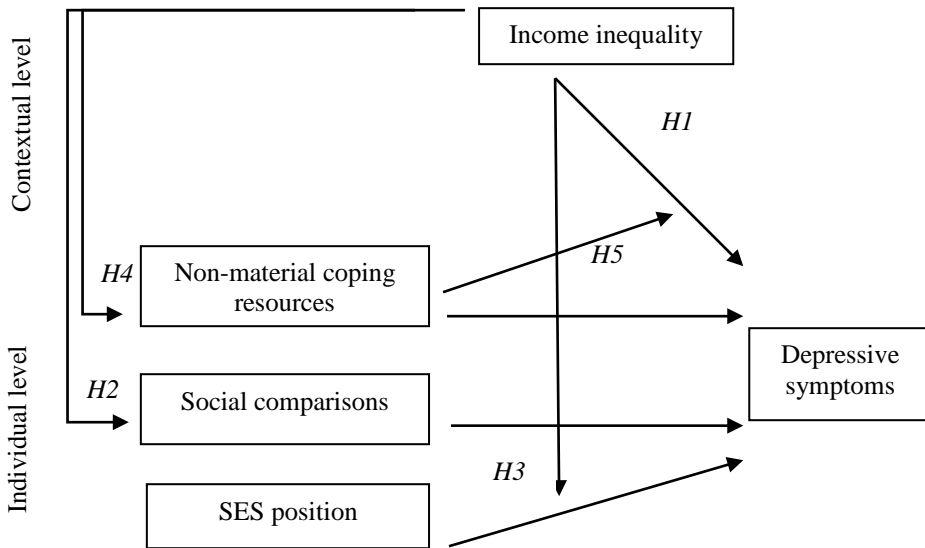 Contextual level
Income inequality
H1
H4
Non-material coping
resources
H5
Individual level
H2
Social comparisons
Depressive
symptoms
H3
SES position